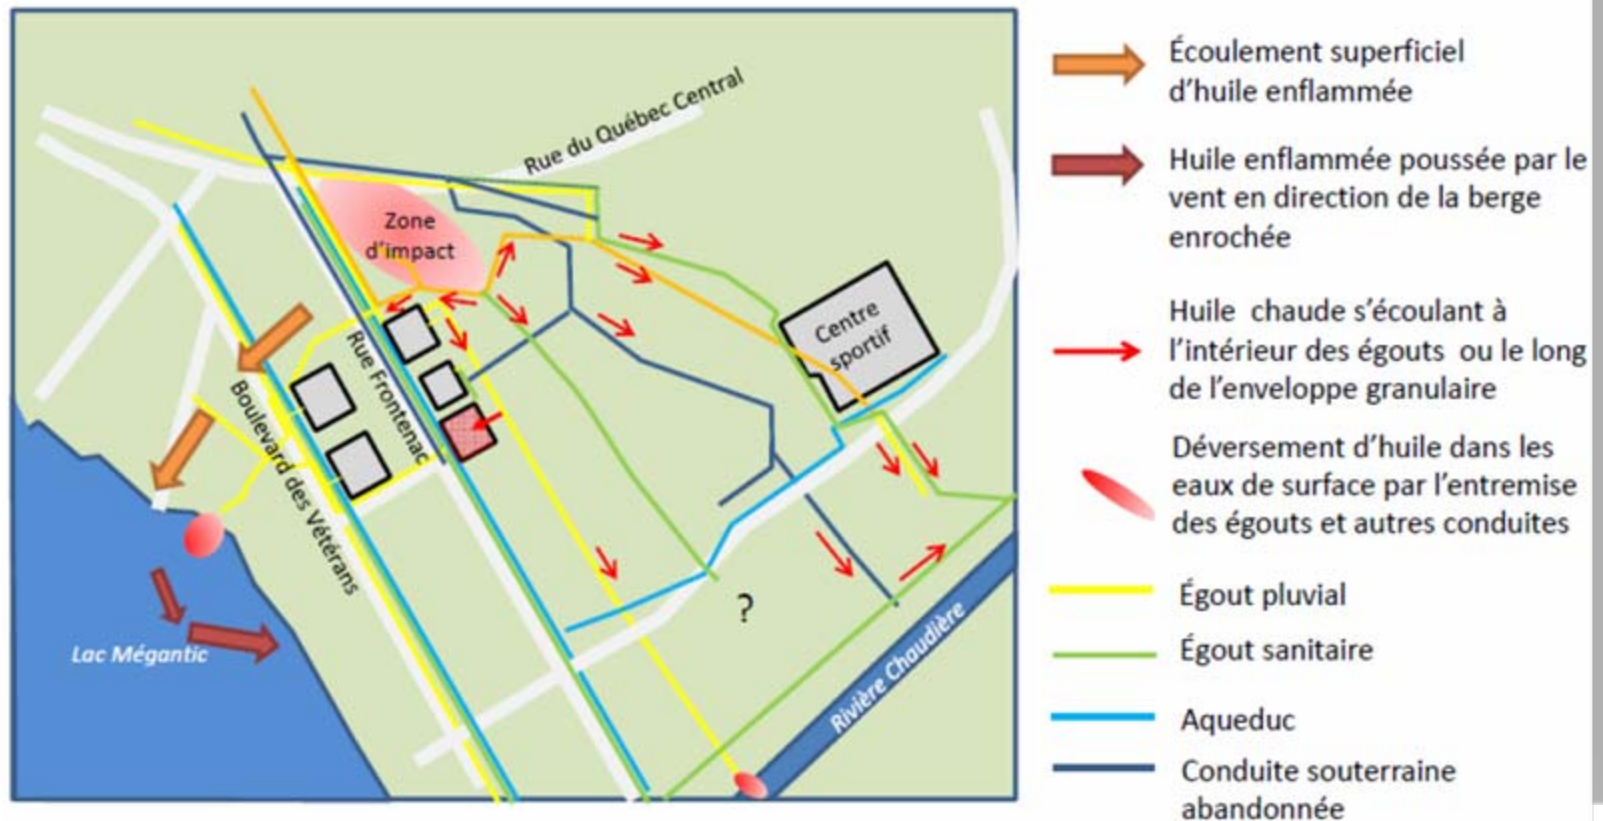 Rue du Québec Central
Zone
d'impact
Centre
sportif
Rue Frontenac
Boulevard des Vétérans
Lac Mégantic
?
Rivière Chaudière
Écoulement superficiel
d'huile enflammée
Huile enflammée poussée par le
vent en direction de la berge
enrochée
Huile chaude s'écoulant à
l'intérieur des égouts ou le long
de l'enveloppe granulaire
Déversement d'huile dans les
eaux de surface par l'entremise
des égouts et autres conduites
Égout pluvial
Égout sanitaire
Aqueduc
Conduite souterraine
abandonnée